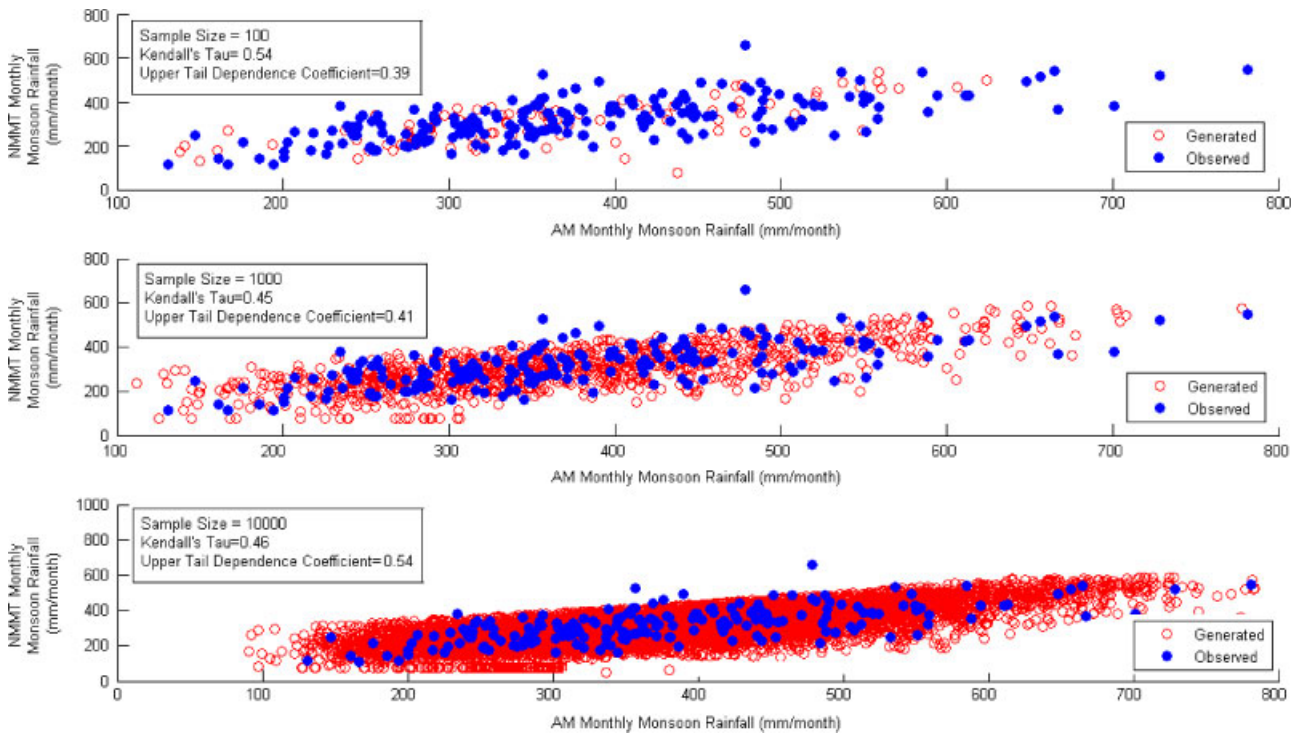 NMMT Monthly
Monsoon Rainfall
(mm/month)
800
600
400
200
0
Sample Size = 100
Kendall's Tau= 0.54
Upper Tail Dependence Coefficient=0.39
Generated
Observed
100
200
300
400
500
600
700
800
AM Monthly Monsoon Rainfall (mm/month)
NMMT Monthly
Monsoon Rainfall
(mm/month)
800
600
400
200
0
Sample Size = 1000
Kendall's Tau=0.45
Upper Tail Dependence Coefficient=0.41
Generated
Observed
100
200
300
400
500
600
700
800
AM Monthly Monsoon Rainfall (mm/month)
NMMT Monthly
Monsoon Rainfall
(mm/month)
1000
800
600
400
200
0
Sample Size = 10000
Kendall's Tau=0.46
Upper Tail Dependence Coefficient=0.54
Generated
Observed
0
100
200
300
400
500
600
700
800
AM Monthly Monsoon Rainfall (mm/month)